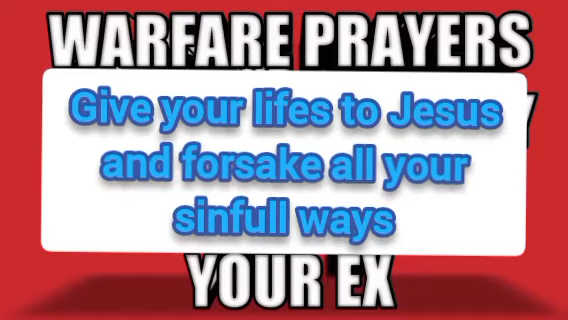 WARFARE PRAYERS
Give your lifes to Jesus
and forsake all your
sinfull ways
YOUR EX